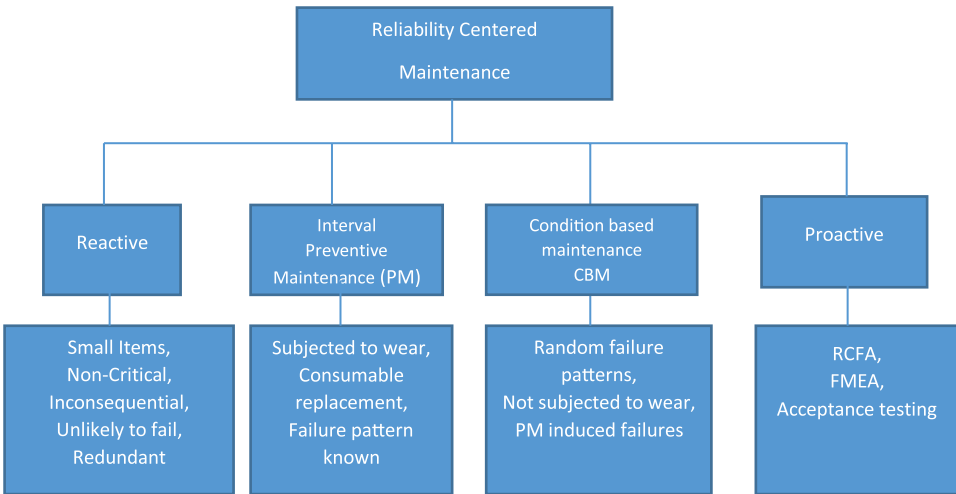 Reliability Centered
Maintenance
Reactive
Interval
Preventive
Maintenance (PM)
Condition based
maintenance
CBM
Proactive
Small Items,
Non-Critical,
Inconsequential,
Unlikely to fail,
Redundant
Subjected to wear,
Consumable
replacement,
Failure pattern
known
Random failure
patterns,
Not subjected to wear,
PM induced failures
RCFA,
FMEA,
Acceptance testing